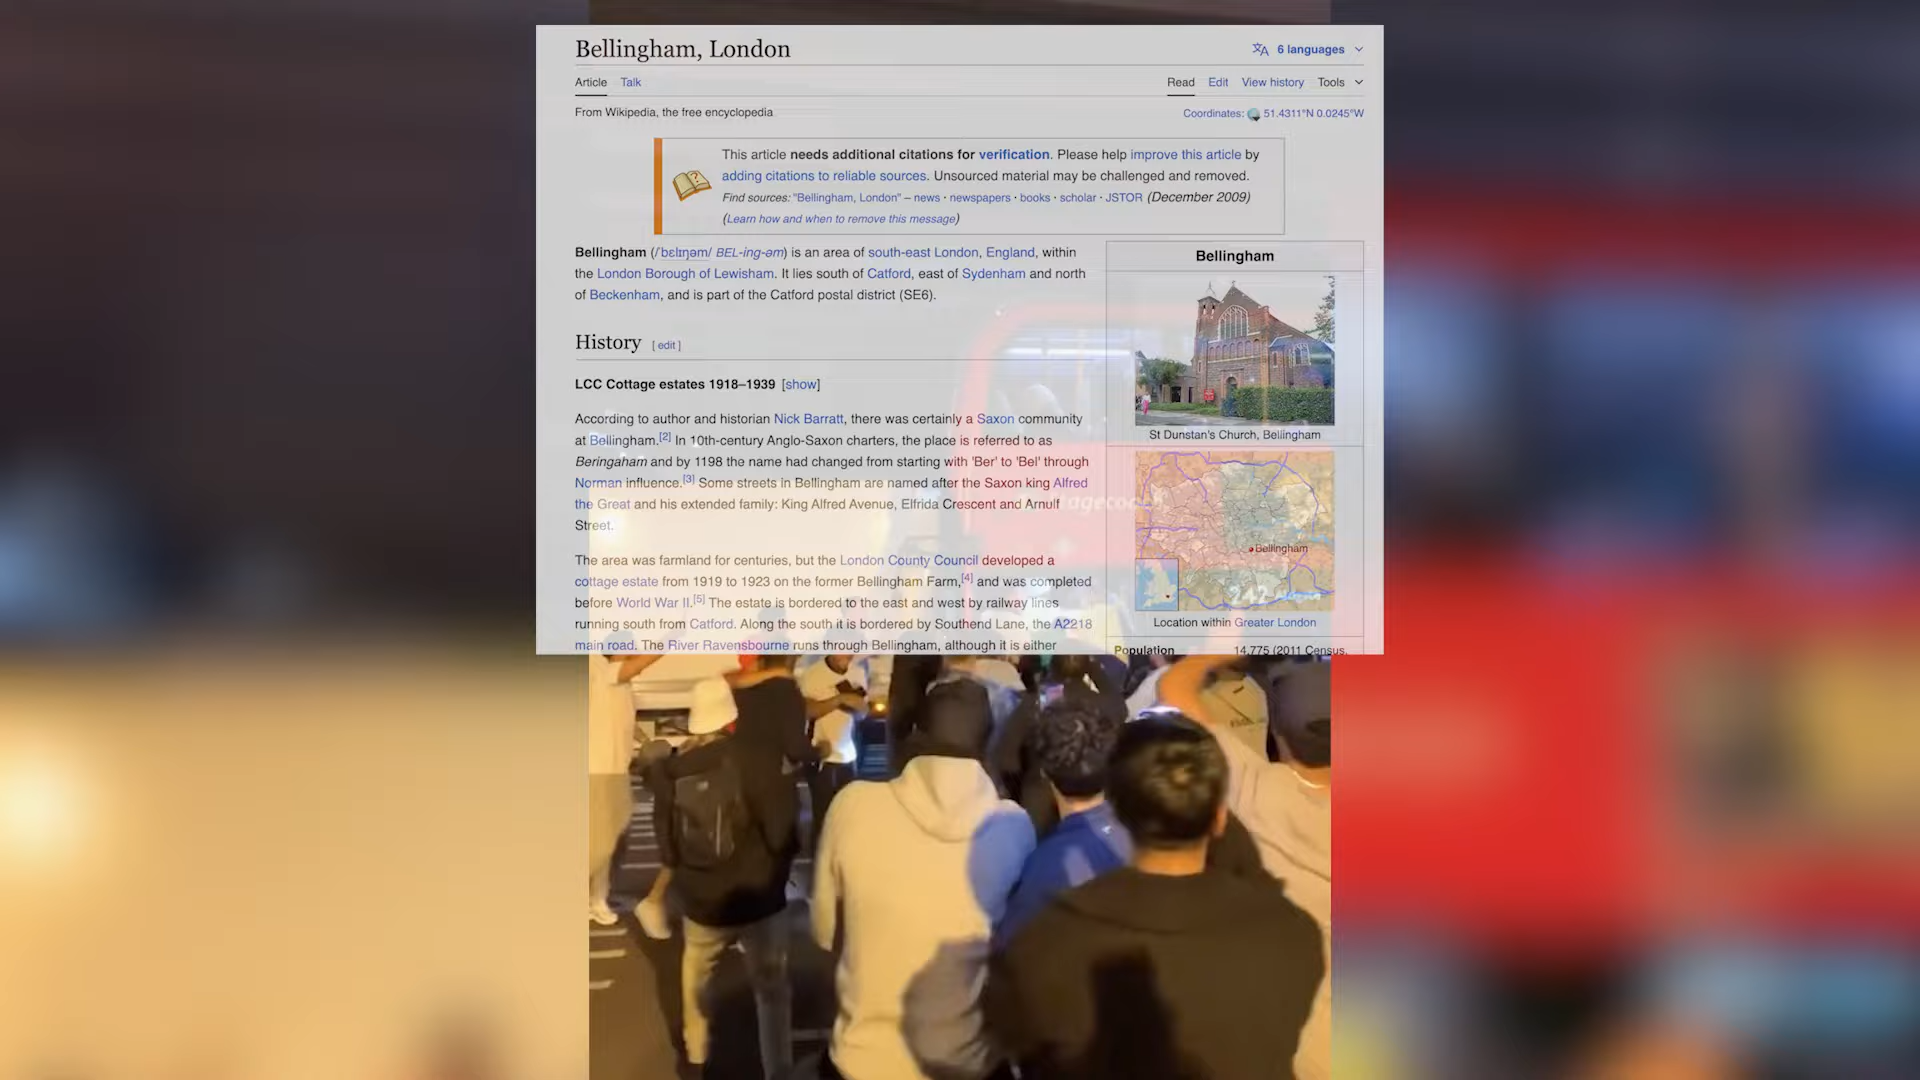 Bellingham, London
6 languages
Article Talk
Read Edit View history Tools
From Wikipedia, the free encyclopedia
Coordinates: 51.4311°N 0.0245°W
This article needs additional citations for verification. Please help improve this article by
adding citations to reliable sources. Unsourced material may be challenged and removed.
Find sources: "Bellingham, London" – news · newspapers · books · scholar · JSTOR (December 2009)
(Learn how and when to remove this message)
Bellingham (/ˈbɛlɪŋəm/ BEL-ing-əm) is an area of south-east London, England, within
the London Borough of Lewisham. It lies south of Catford, east of Sydenham and north
of Beckenham, and is part of the Catford postal district (SE6).
History [ edit ]
LCC Cottage estates 1918–1939 [show]
According to author and historian Nick Barratt, there was certainly a Saxon community
at Bellingham.[2] In 10th-century Anglo-Saxon charters, the place is referred to as
Beringaham and by 1198 the name had changed from starting with 'Ber' to 'Bel' through
Norman influence.[3] Some streets in Bellingham are named after the Saxon king Alfred
the Great and his extended family: King Alfred Avenue, Elfrida Crescent and Arnulf
Street.
The area was farmland for centuries, but the London County Council developed a
cottage estate from 1919 to 1923 on the former Bellingham Farm,[4] and was completed
before World War II.[5] The estate is bordered to the east and west by railway lines
running south from Catford. Along the south it is bordered by Southend Lane, the A2218
main road. The River Ravensbourne runs through Bellingham, although it is either
Bellingham
St Dunstan's Church, Bellingham
Bellingham
Location within Greater London
Population 14,775 (2011 Census.